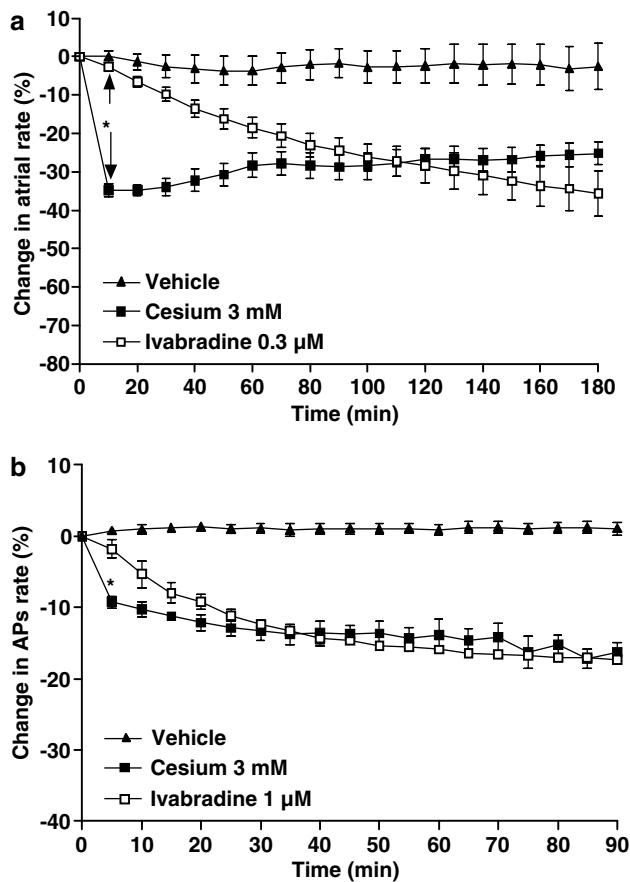 a
Change in atrial rate (%)
10
0
-10
-20
-30
-40
-50
-60
-70
-80
*
Vehicle
Cesium 3 mM
Ivabradine 0.3 µM
0 20 40 60 80 100 120 140 160 180
Time (min)
b
Change in APs rate (%)
10
0
-10
-20
-30
-40
*
Vehicle
Cesium 3 mM
Ivabradine 1 µM
0 10 20 30 40 50 60 70 80 90
Time (min)